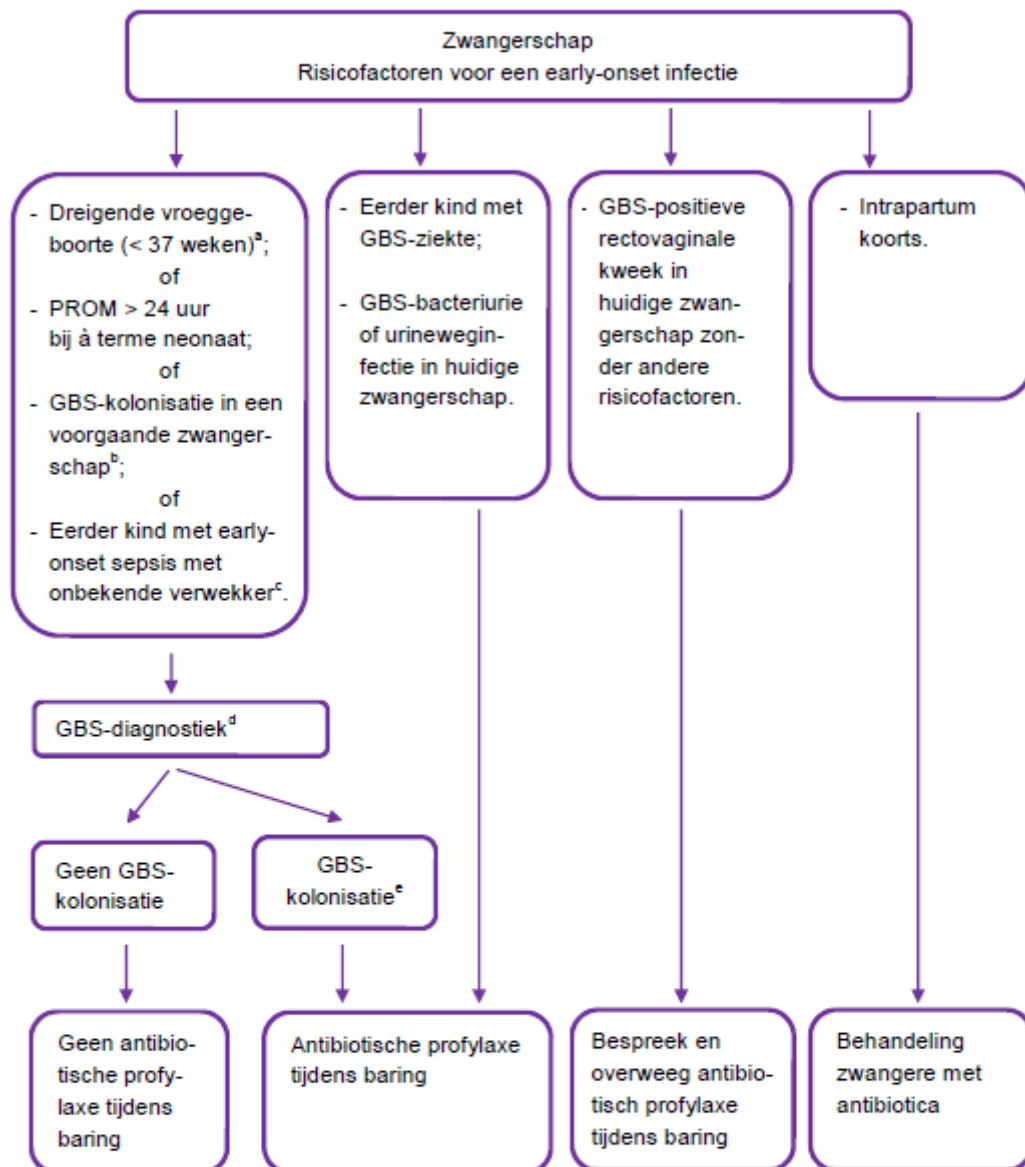 Zwangerschap
Risicofactoren voor een early-onset infectie
- Dreigende vroegge-
boorte (< 37 weken)a;
of
- PROM > 24 uur
bij à terme neonaat;
of
- GBS-kolonisatie in een
voorgaande zwanger-
schapb;
of
- Eerder kind met early-
onset sepsis met
onbekende verwekkerc.
- Eerder kind met
GBS-ziekte;
- GBS-bacteriurie
of urinewegin-
fectie in huidige
zwangerschap.
- GBS-positieve
rectovaginale
kweek in
huidige zwan-
gerschap zon-
der andere
risicofactoren.
- Intrapartum
koorts.
GBS-diagnostiekd
Geen GBS-
kolonisatie
GBS-
kolonisatiee
Geen antibio-
tische profy-
laxe tijdens
baring
Antibiotische profylaxe
tijdens baring
Bespreek en
overweeg antibio-
tisch profylaxe
tijdens baring
Behandeling
zwangere met
antibiotica